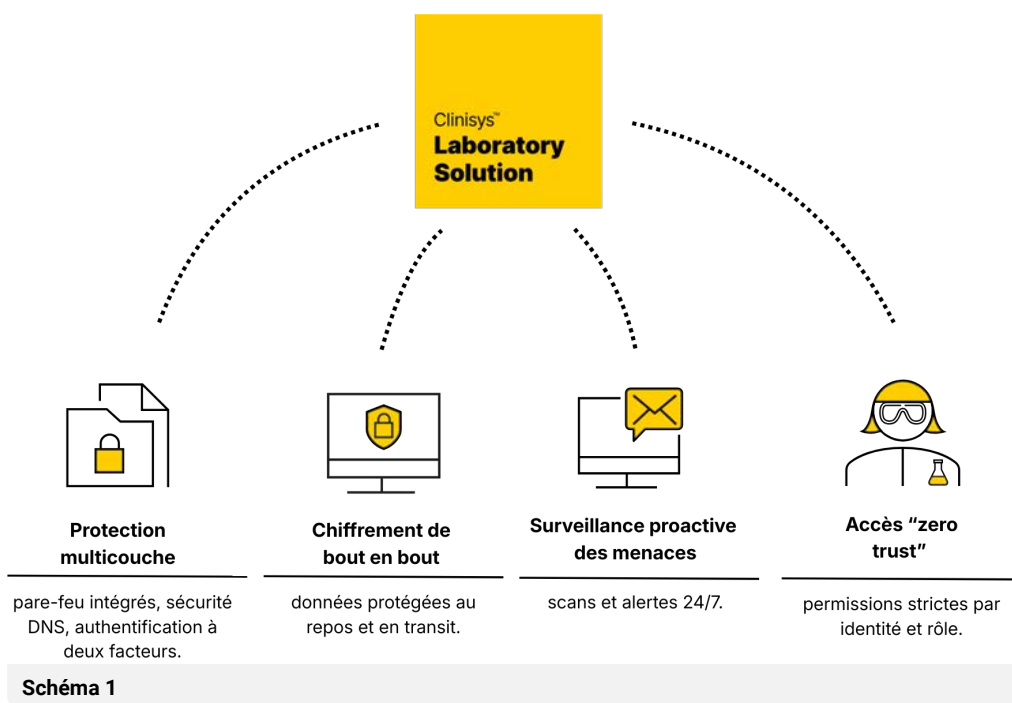 Clinisys™
Laboratory
Solution
Protection
multicouche
pare-feu intégrés, sécurité
DNS, authentification à
deux facteurs.
Chiffrement de
bout en bout
données protégées au
repos et en transit.
Surveillance proactive
des menaces
scans et alertes 24/7.
Accès “zero
trust”
permissions strictes par
identité et rôle.
Schéma 1